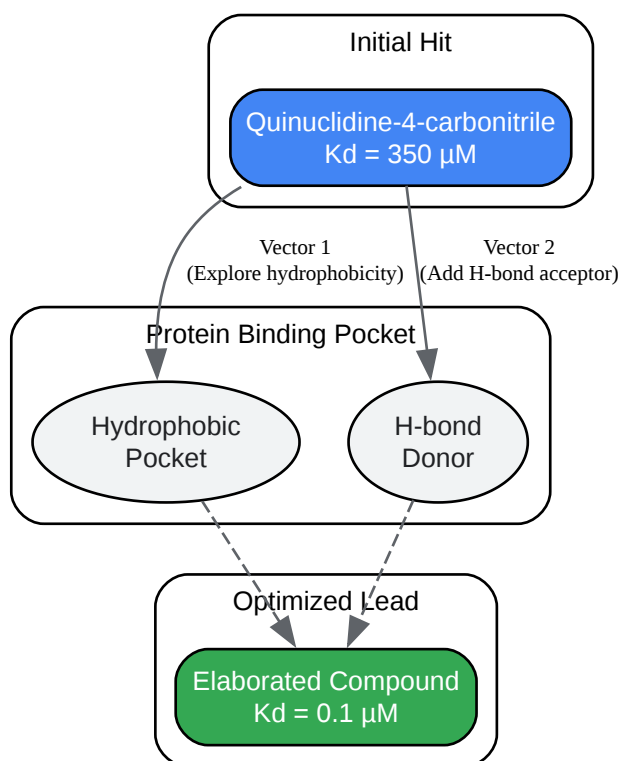 Initial Hit
Quinuclidine-4-carbonitrile
Kd = 350 µM
Vector 1
(Explore hydrophobicity)
Vector 2
(Add H-bond acceptor)
Protein Binding Pocket
Hydrophobic
Pocket
H-bond
Donor
Optimized Lead
Elaborated Compound
Kd = 0.1 µM